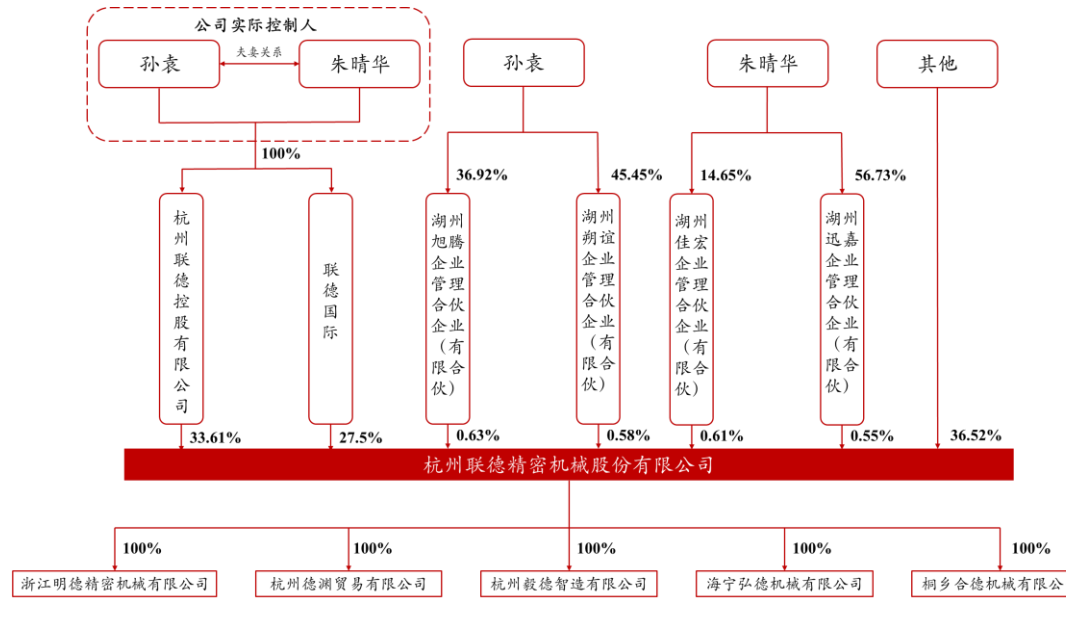 公司实际控制人
孙袁
夫妻关系
朱晴华
孙袁
朱晴华
其他
100%
36.92%
45.45%
14.65%
56.73%
杭州联德控股有限公司
联德国际
湖州
旭腾
企业
管理
合伙
企业
（有
限合
伙）
湖州
朔谊
企业
管理
合伙
企业
（有
限合
伙）
湖州
佳宏
企业
管理
合伙
企业
（有
限合
伙）
湖州
迅嘉
企业
管理
合伙
企业
（有
限合
伙）
33.61%
27.5%
0.63%
0.58%
0.61%
0.55%
36.52%
杭州联德精密机械股份有限公司
100%
100%
100%
100%
100%
浙江明德精密机械有限公司
杭州德渊贸易有限公司
杭州毅德智造有限公司
海宁弘德机械有限公司
桐乡合德机械有限公